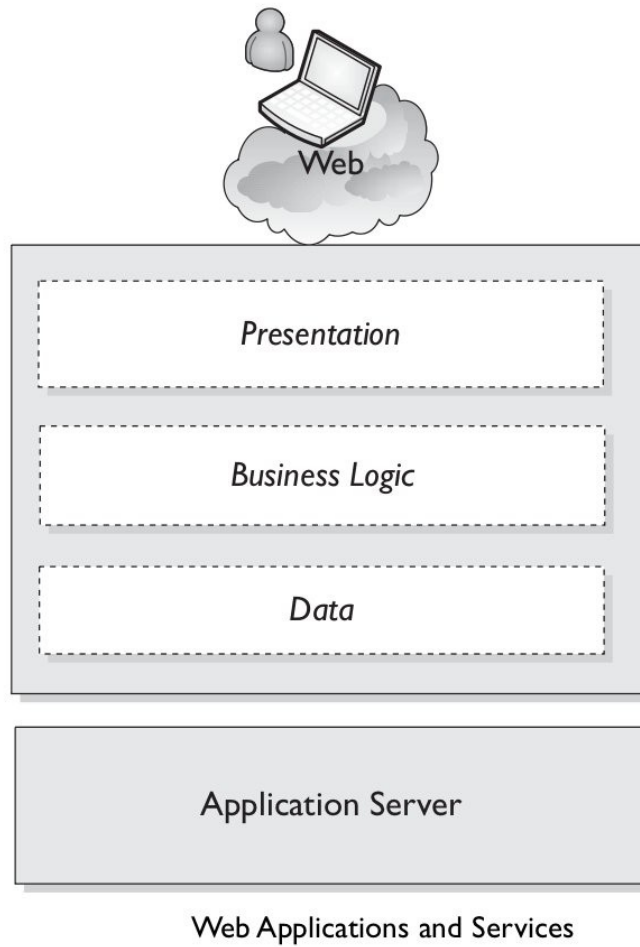 Web
Presentation
Business Logic
Data
Application Server
Web Applications and Services